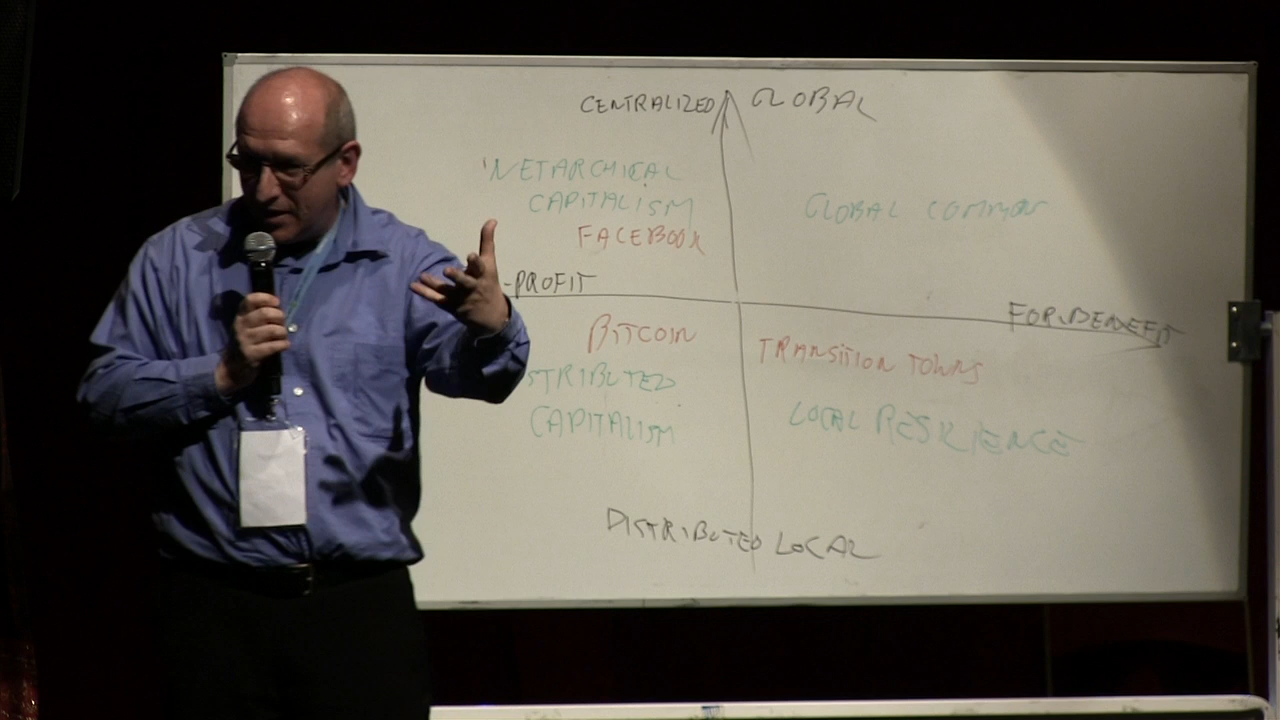 CENTRALIZED GLOBAL
'NETARCHICAL
CAPITALISM
FACEBOOK
GLOBAL COMMONS
-PROFIT
FOR-BENEFIT
BITCOIN
STRIBUTED
CAPITALISM
TRANSITION TOWNS
LOCAL RESILIENCE
DISTRIBUTED LOCAL